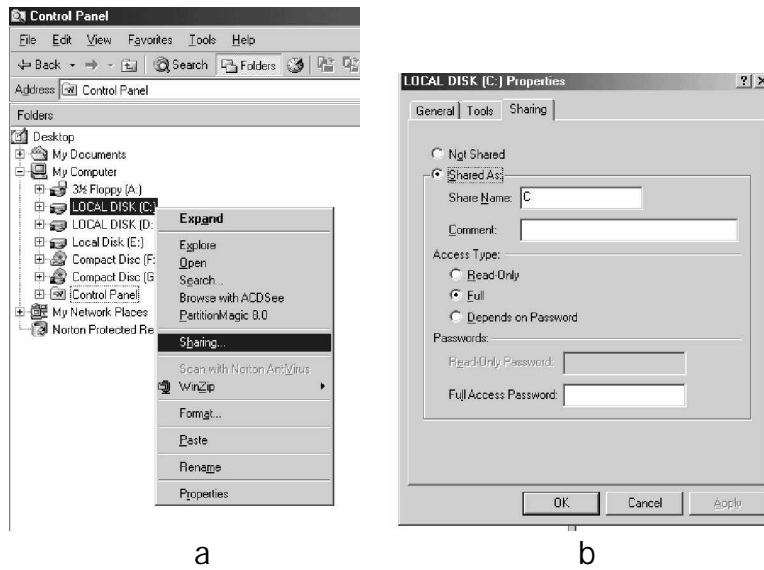 Control Panel
File Edit View Favorites Tools Help
Back Search Folders
Address Control Panel
Folders
Desktop
My Documents
My Computer
3½ Floppy (A:)
LOCAL DISK (C:)
LOCAL DISK (D:
Local Disk (E:)
Compact Disc (F:
Compact Disc (G
Control Panel
My Network Places
Norton Protected Re
Expand
Explore
Open
Search...
Browse with ACDSee
PartitionMagic 8.0
Sharing...
Scan with Norton AntiVirus
WinZip
Format...
Paste
Rename
Properties
a
LOCAL DISK (C:) Properties
General Tools Sharing
Not Shared
Shared As:
Share Name: C
Comment:
Access Type:
Read-Only
Full
Depends on Password
Passwords:
Read-Only Password:
Full Access Password:
OK Cancel Apply
b